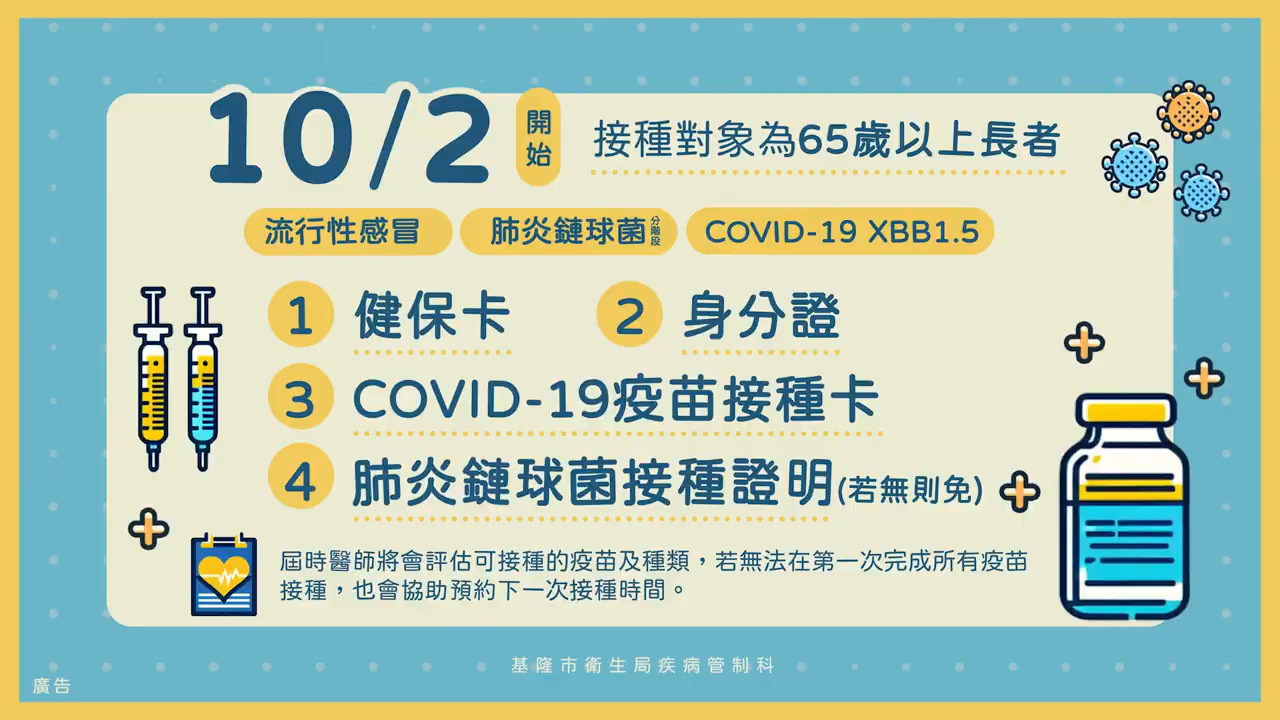 10/2 開始 接種對象為65歲以上長者
流行性感冒 肺炎鏈球菌分階段 COVID-19 XBB1.5
1 健保卡 2 身分證
3 COVID-19疫苗接種卡
4 肺炎鏈球菌接種證明(若無則免)
屆時醫師將會評估可接種的疫苗及種類，若無法在第一次完成所有疫苗
接種，也會協助預約下一次接種時間。
基隆市衛生局疾病管制科
廣告